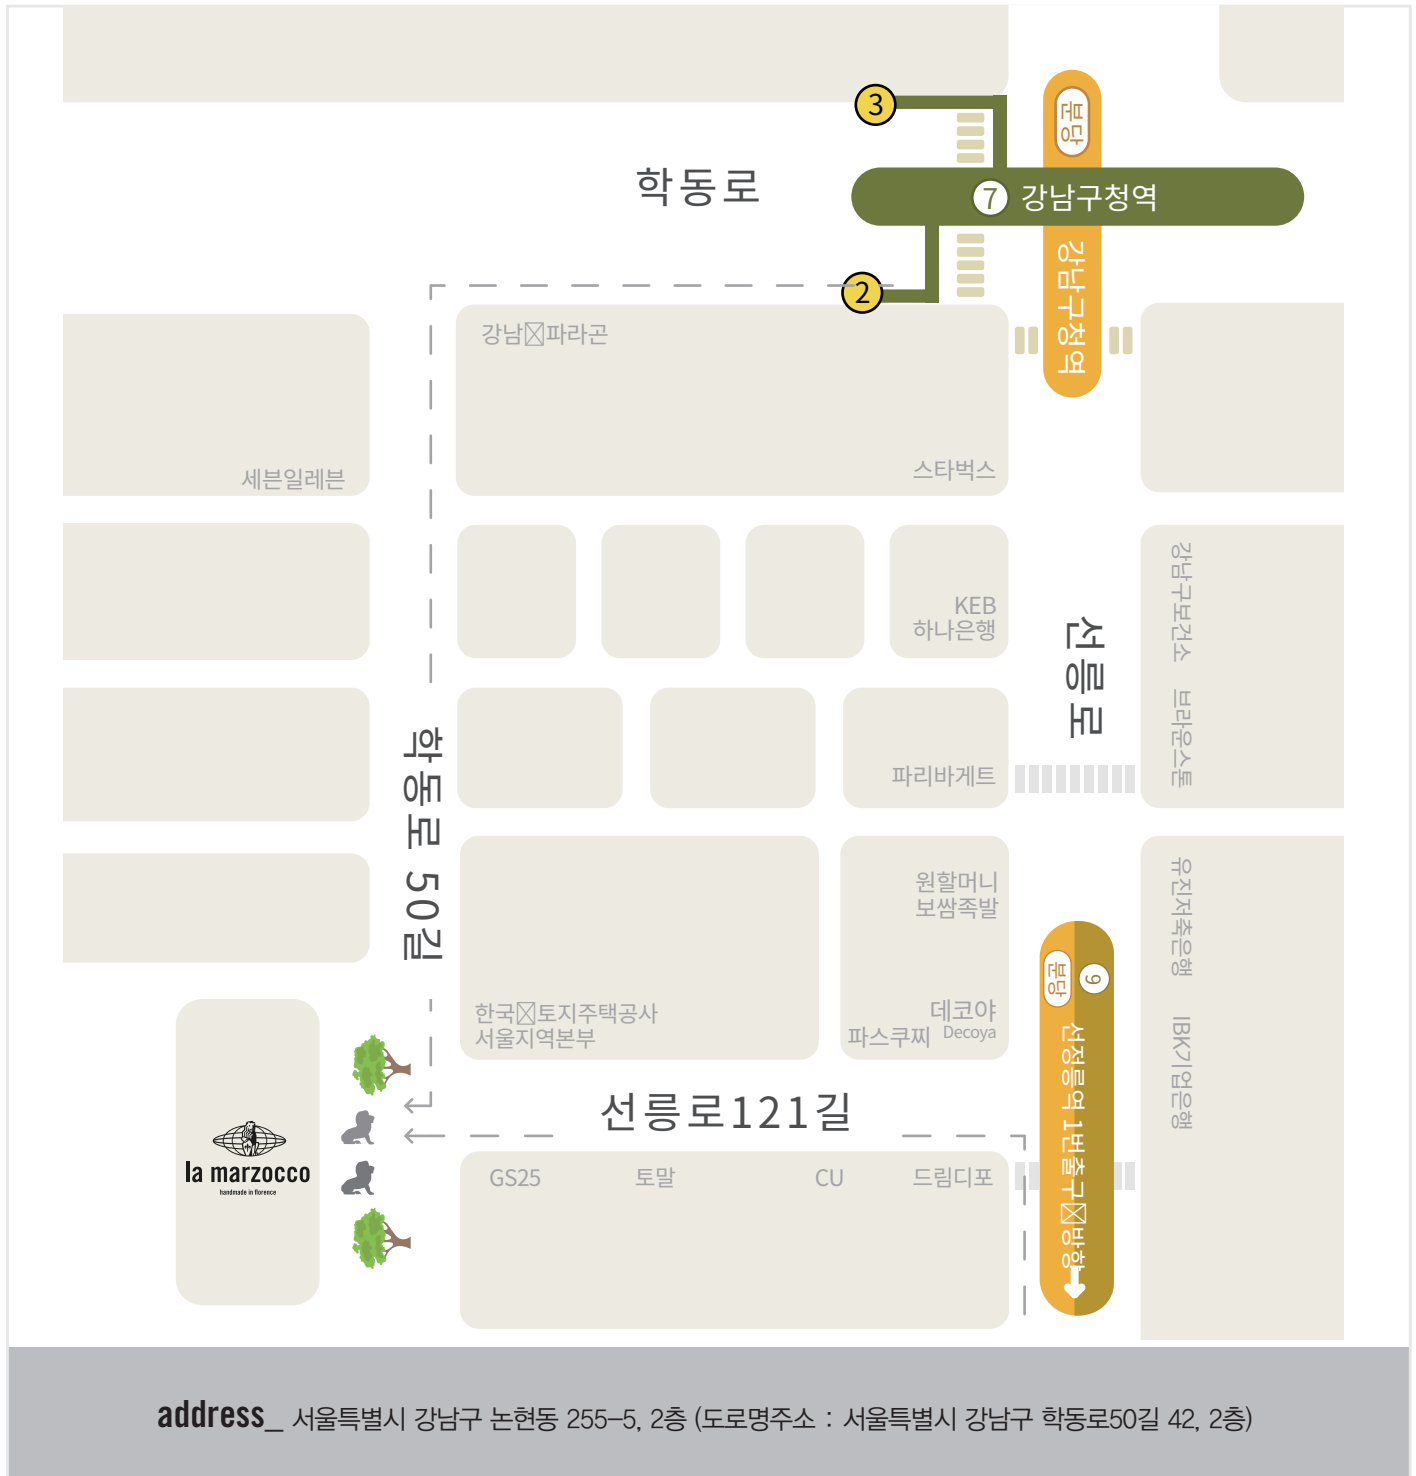 3
분당
학동로
7 강남구청역
강남구청역
2
강남☒파라곤
세븐일레븐
스타벅스
KEB
하나은행
선릉로
강남구보건소
브라운스톤
파리바게트
학동로 50길
원할머니
보쌈족발
유진저축은행
9
분당
한국☒토지주택공사
서울지역본부
데코야
Decoya
파스쿠찌
선정릉역 1번출구☒방향
IBK기업은행
선릉로121길
la marzocco
handmade in florence
GS25
토말
CU
드림디포
address_ 서울특별시 강남구 논현동 255-5, 2층 (도로명주소 : 서울특별시 강남구 학동로50길 42, 2층)